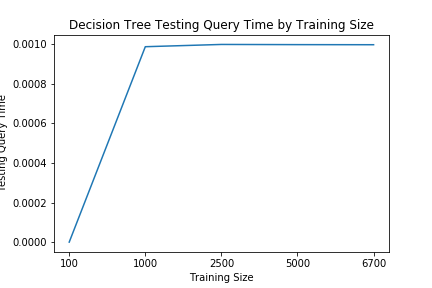 Decision Tree Testing Query Time by Training Size
0.0010
0.0008
0.0006
0.0004
0.0002
0.0000
Testing Query Time
100 1000 2500 5000 6700
Training Size